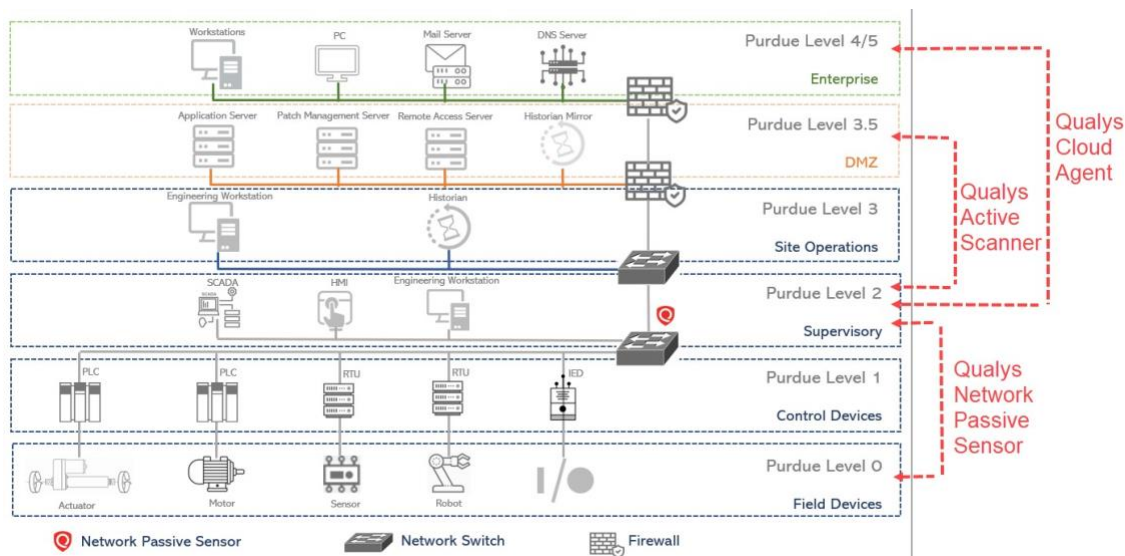 Workstations
PC
Mail Server
DNS Server
Purdue Level 4/5
Enterprise
Application Server
Patch Management Server
Remote Access Server
Historian Mirror
Purdue Level 3.5
DMZ
Engineering Workstation
Historian
Purdue Level 3
Site Operations
SCADA
HMI
Engineering Workstation
Purdue Level 2
Supervisory
PLC
PLC
RTU
RTU
IED
Purdue Level 1
Control Devices
Purdue Level 0
Actuator
Motor
Sensor
Robot
I/O
Field Devices
Qualys
Cloud
Agent
Qualys
Active
Scanner
Qualys
Network
Passive
Sensor
Network Passive Sensor
Network Switch
Firewall